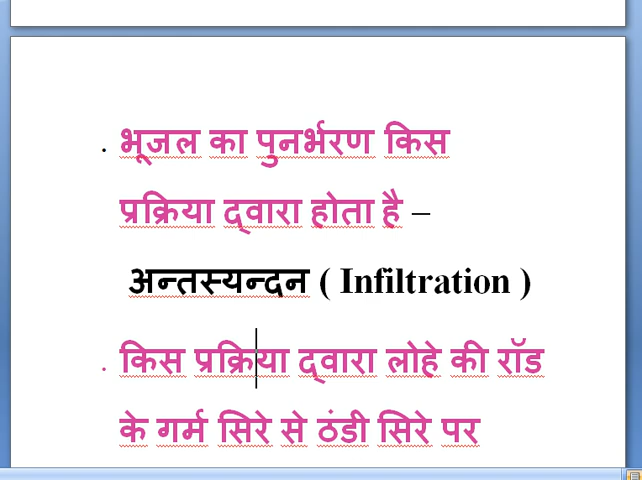 . भूजल का पुनर्भरण किस
प्रक्रिया द्वारा होता है –
अन्तस्यन्दन ( Infiltration )
. किस प्रक्रिया द्वारा लोहे की रॉड
के गर्म सिरे से ठंडी सिरे पर